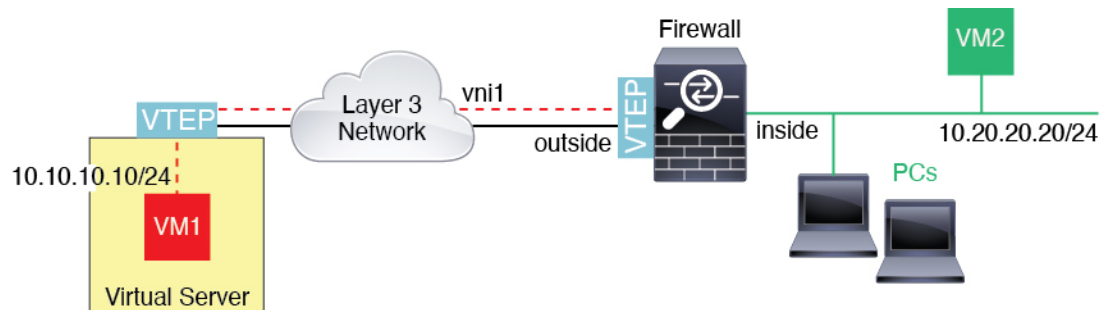 Firewall
VM2
Layer 3
Network
vni1
VTEP
VTEP
outside
inside
10.20.20.20/24
10.10.10.10/24
PCs
VM1
Virtual Server